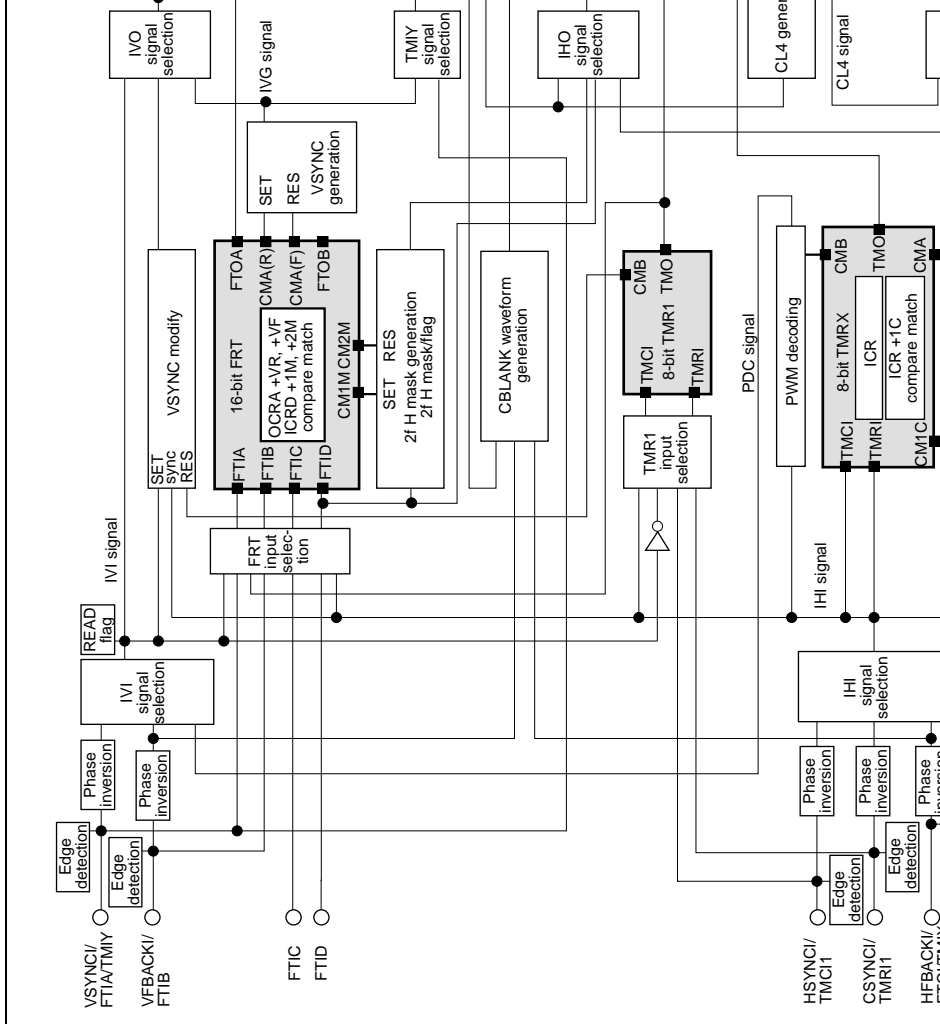 IVO
signal
selection
IVG signal
TMIY
signal
selection
IHO
signal
selection
CL4 gener
CL4 signal
SET
RES
VSYNC
generation
VSYNC modify
SET
sync
RES
FTOA
CMA(R)
CMA(F)
FTOB
16-bit FRT
OCRA +VR, +VF
ICRD +1M, +2M
compare match
CM1M CM2M
FTIA
FTIB
FTIC
FTID
SET RES
2f H mask generation
2f H mask/flag
CBLANK waveform
generation
CMB
TMO
8-bit TMR1
TMCI
TMRI
TMR1
input
selection
PDC signal
PWM decoding
CMB
TMO
CMA
8-bit TMRX
ICR
ICR +1C
compare match
TMCI
TMRI
CM1C
IVI signal
FRT
input
selec-
tion
IHI signal
READ
flag
IVI
signal
selection
IHI
signal
selection
Phase
inversion
Phase
inversion
Phase
inversion
Phase
inversion
Phase
Edge
detection
Edge
detection
Edge
detection
Edge
detection
VSYNCI/
FTIA/TMIY
VFBACKI/
FTIB
FTIC
FTID
HSYNCI/
TMCI1
CSYNCI/
TMRI1
HFBACKI/